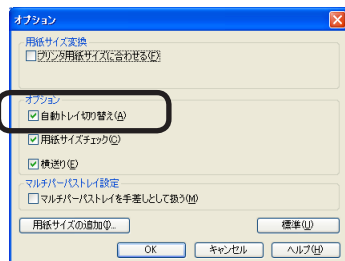 オプション
用紙サイズ変換
プリンタ用紙サイズに合わせる(F)
オプション
自動トレイ切り替え(A)
用紙サイズチェック(C)
横送り(E)
マルチパーパストレイ設定
マルチパーパストレイを手差しとして扱う(M)
用紙サイズの追加(I)...
標準(U)
OK
キャンセル
ヘルプ(H)